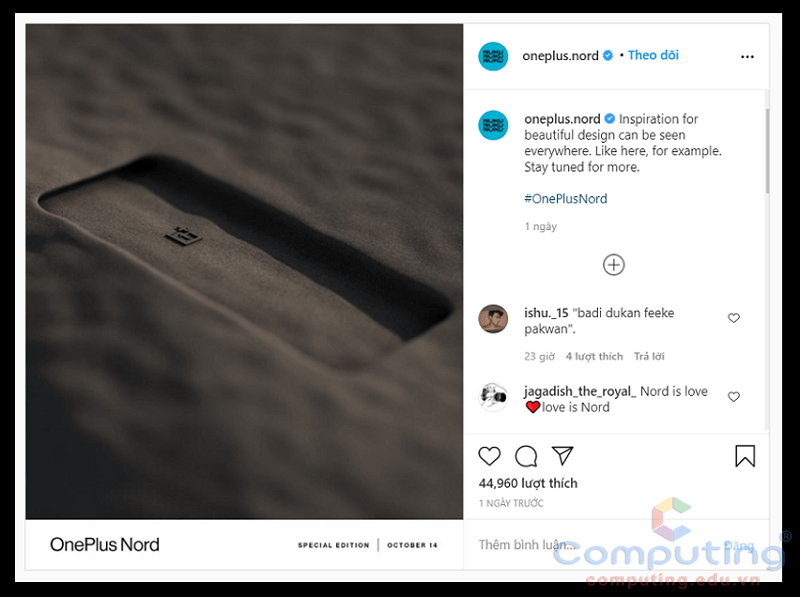 oneplus.nord • Theo dõi
oneplus.nord Inspiration for
beautiful design can be seen
everywhere. Like here, for example.
Stay tuned for more.
#OnePlusNord
1 ngày
ishu._15 "badi dukan feeke
pakwan".
23 giờ 4 lượt thích Trả lời
jagadish_the_royal_ Nord is love
❤️love is Nord
44,960 lượt thích
1 NGÀY TRƯỚC
Thêm bình luận... Đăng
OnePlus Nord SPECIAL EDITION | OCTOBER 14
Computing®
computing.edu.vn